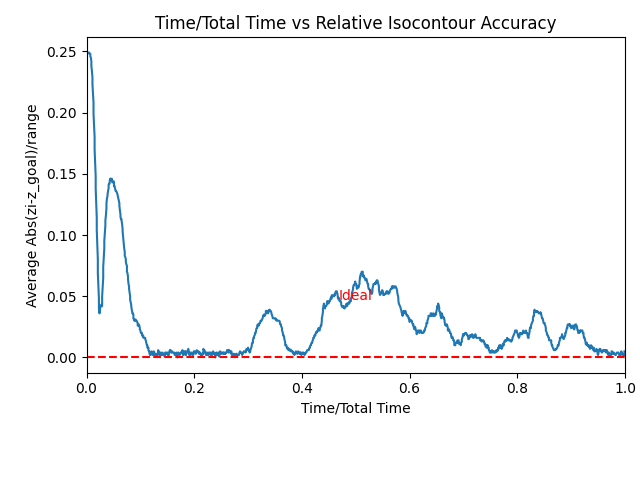 Time/Total Time vs Relative Isocontour Accuracy
Average Abs(zi-z_goal)/range
0.25
0.20
0.15
0.10
0.05
0.00
Ideal
0.0 0.2 0.4 0.6 0.8 1.0
Time/Total Time